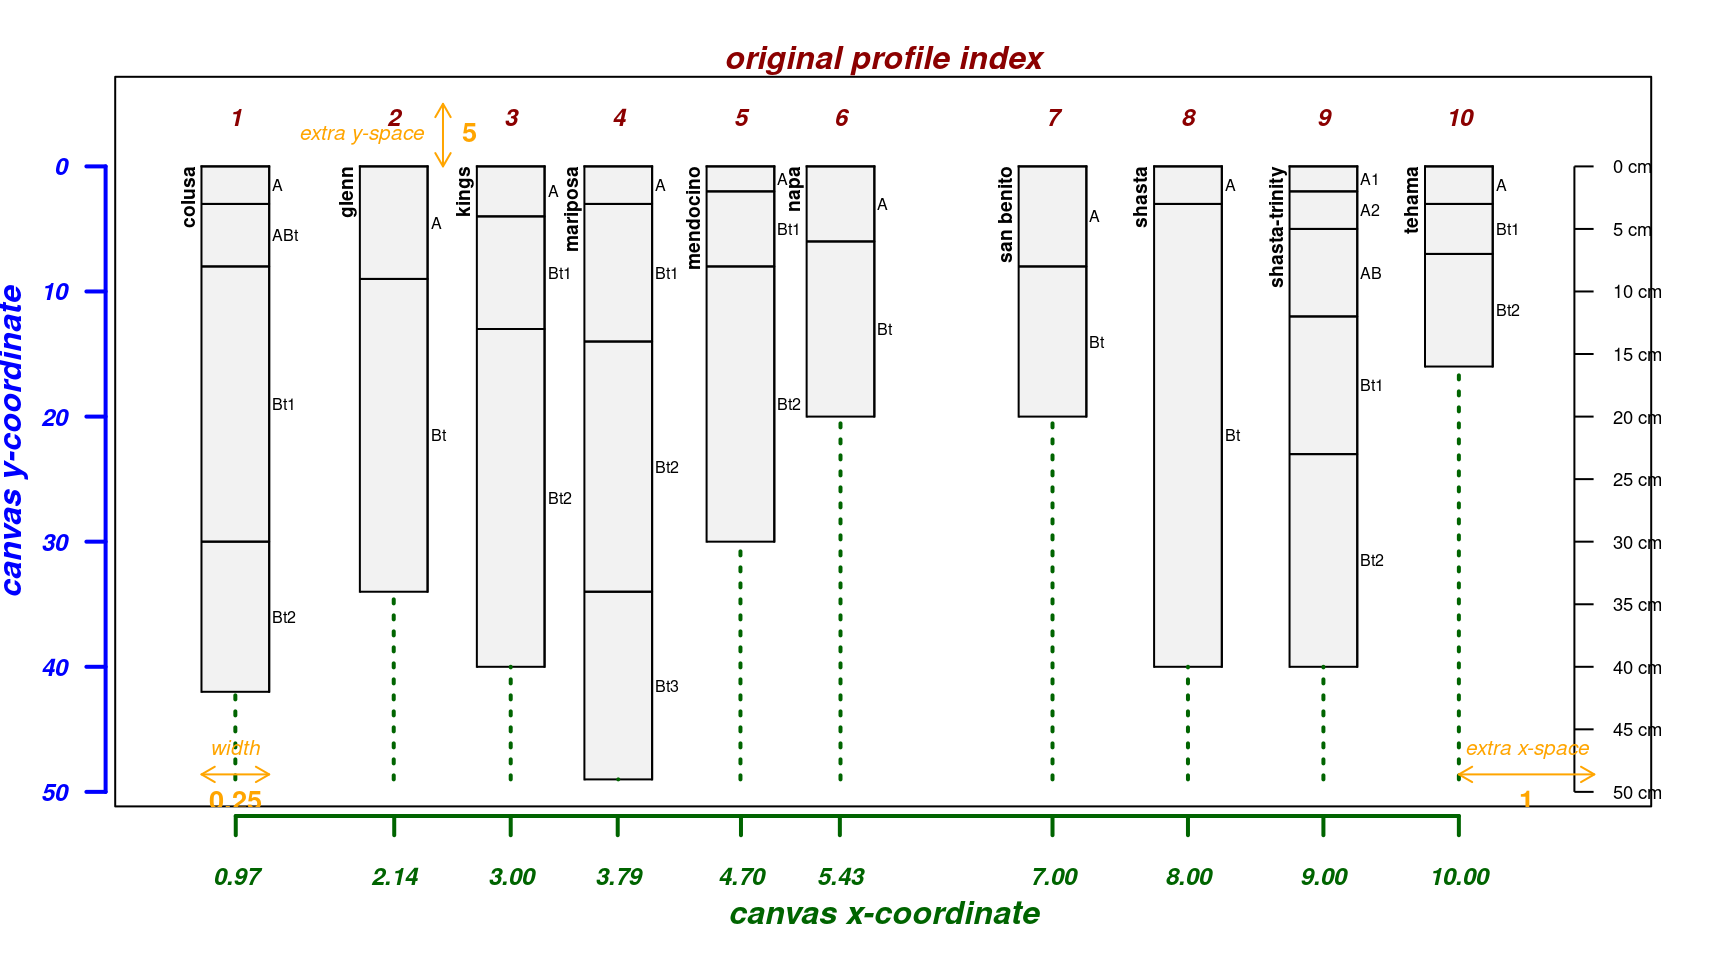 original profile index
1 2 3 4 5 6 7 8 9 10
extra y-space 5
canvas y-coordinate
0
10
20
30
40
50
colusa
A
ABt
Bt1
Bt2
glenn
A
Bt
kings
A
Bt1
Bt2
mariposa
A
Bt1
Bt2
Bt3
mendocino
A
Bt1
Bt2
napa
A
Bt
san benito
A
Bt
shasta
A
Bt
shasta-trinity
A1
A2
AB
Bt1
Bt2
tehama
A
Bt1
Bt2
0 cm
5 cm
10 cm
15 cm
20 cm
25 cm
30 cm
35 cm
40 cm
45 cm
50 cm
width
0.25
extra x-space
1
0.97 2.14 3.00 3.79 4.70 5.43 7.00 8.00 9.00 10.00
canvas x-coordinate